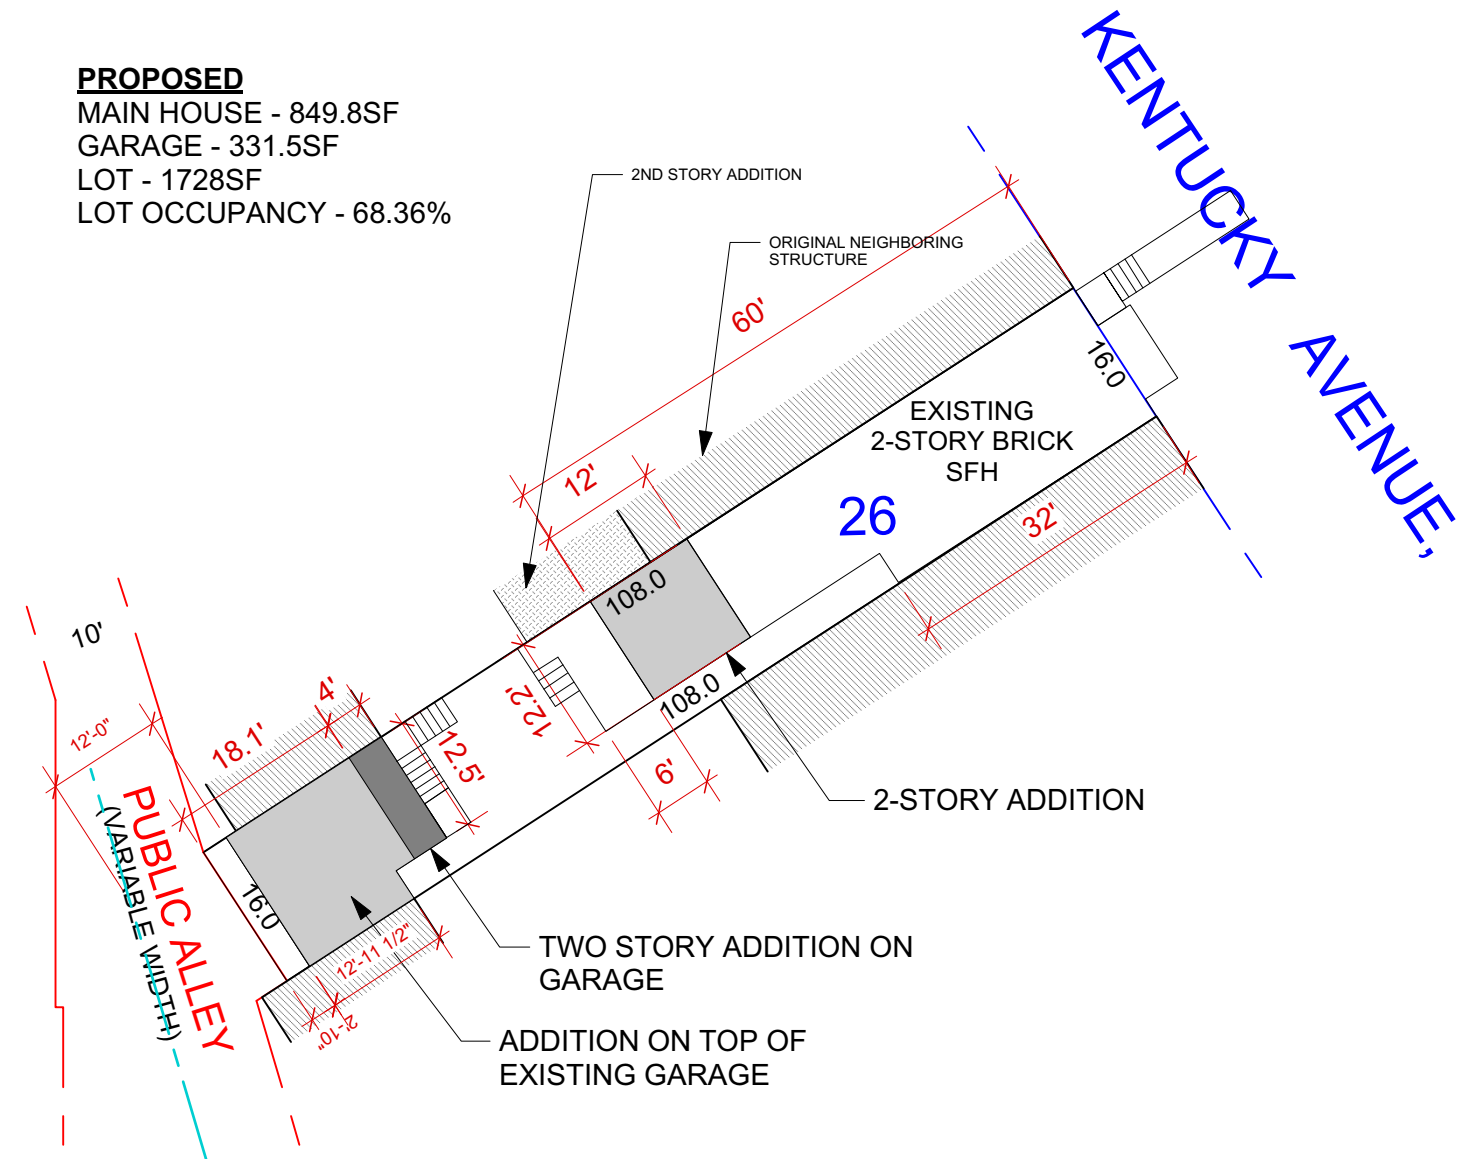 PROPOSED
MAIN HOUSE - 849.8SF
GARAGE - 331.5SF
LOT - 1728SF
LOT OCCUPANCY - 68.36%
KENTUCKY AVENUE,
2ND STORY ADDITION
ORIGINAL NEIGHBORING
STRUCTURE
60'
16.0
EXISTING
2-STORY BRICK
SFH
12'
26
32'
108.0
10'
108.0
12.2'
4'
18.1'
12'-0"
12.5'
6'
2-STORY ADDITION
PUBLIC ALLEY
(VARIABLE WIDTH)
16.0
12'-11 1/2"
2'-10"
TWO STORY ADDITION ON
GARAGE
ADDITION ON TOP OF
EXISTING GARAGE